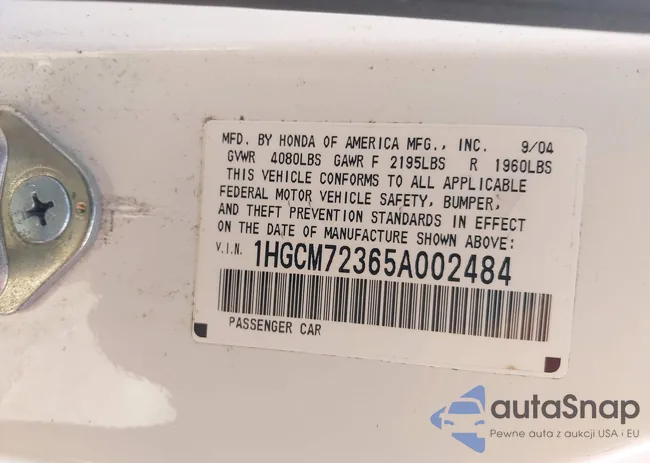 MFD. BY HONDA OF AMERICA MFG., INC. 9/04
GVWR 4080LBS GAWR F 2195LBS R 1960LBS
THIS VEHICLE CONFORMS TO ALL APPLICABLE
FEDERAL MOTOR VEHICLE SAFETY, BUMPER,
AND THEFT PREVENTION STANDARDS IN EFFECT
ON THE DATE OF MANUFACTURE SHOWN ABOVE:
V.I.N. 1HGCM72365A002484
PASSENGER CAR
autaSnap
Pewne auta z aukcji USA i EU